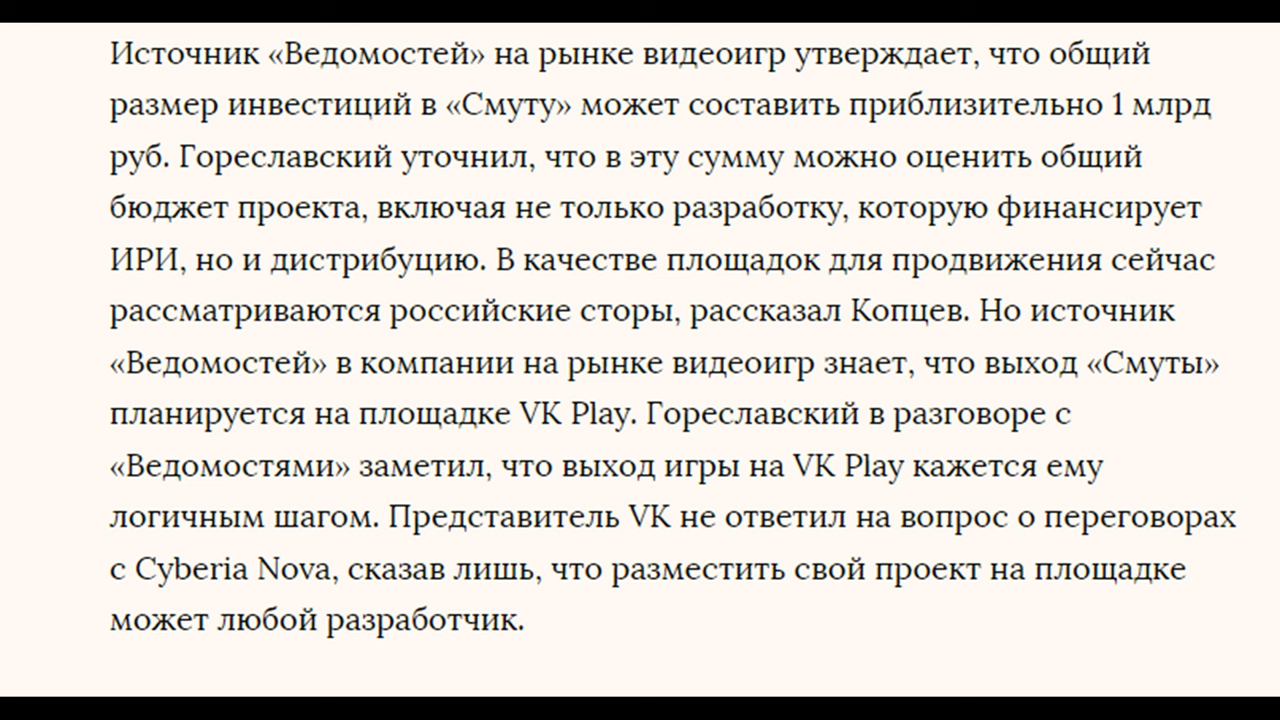 Источник «Ведомостей» на рынке видеоигр утверждает, что общий
размер инвестиций в «Смуту» может составить приблизительно 1 млрд
руб. Гореславский уточнил, что в эту сумму можно оценить общий
бюджет проекта, включая не только разработку, которую финансирует
ИРИ, но и дистрибуцию. В качестве площадок для продвижения сейчас
рассматриваются российские сторы, рассказал Копцев. Но источник
«Ведомостей» в компании на рынке видеоигр знает, что выход «Смуты»
планируется на площадке VK Play. Гореславский в разговоре с
«Ведомостями» заметил, что выход игры на VK Play кажется ему
логичным шагом. Представитель VK не ответил на вопрос о переговорах
с Cyberia Nova, сказав лишь, что разместить свой проект на площадке
может любой разработчик.